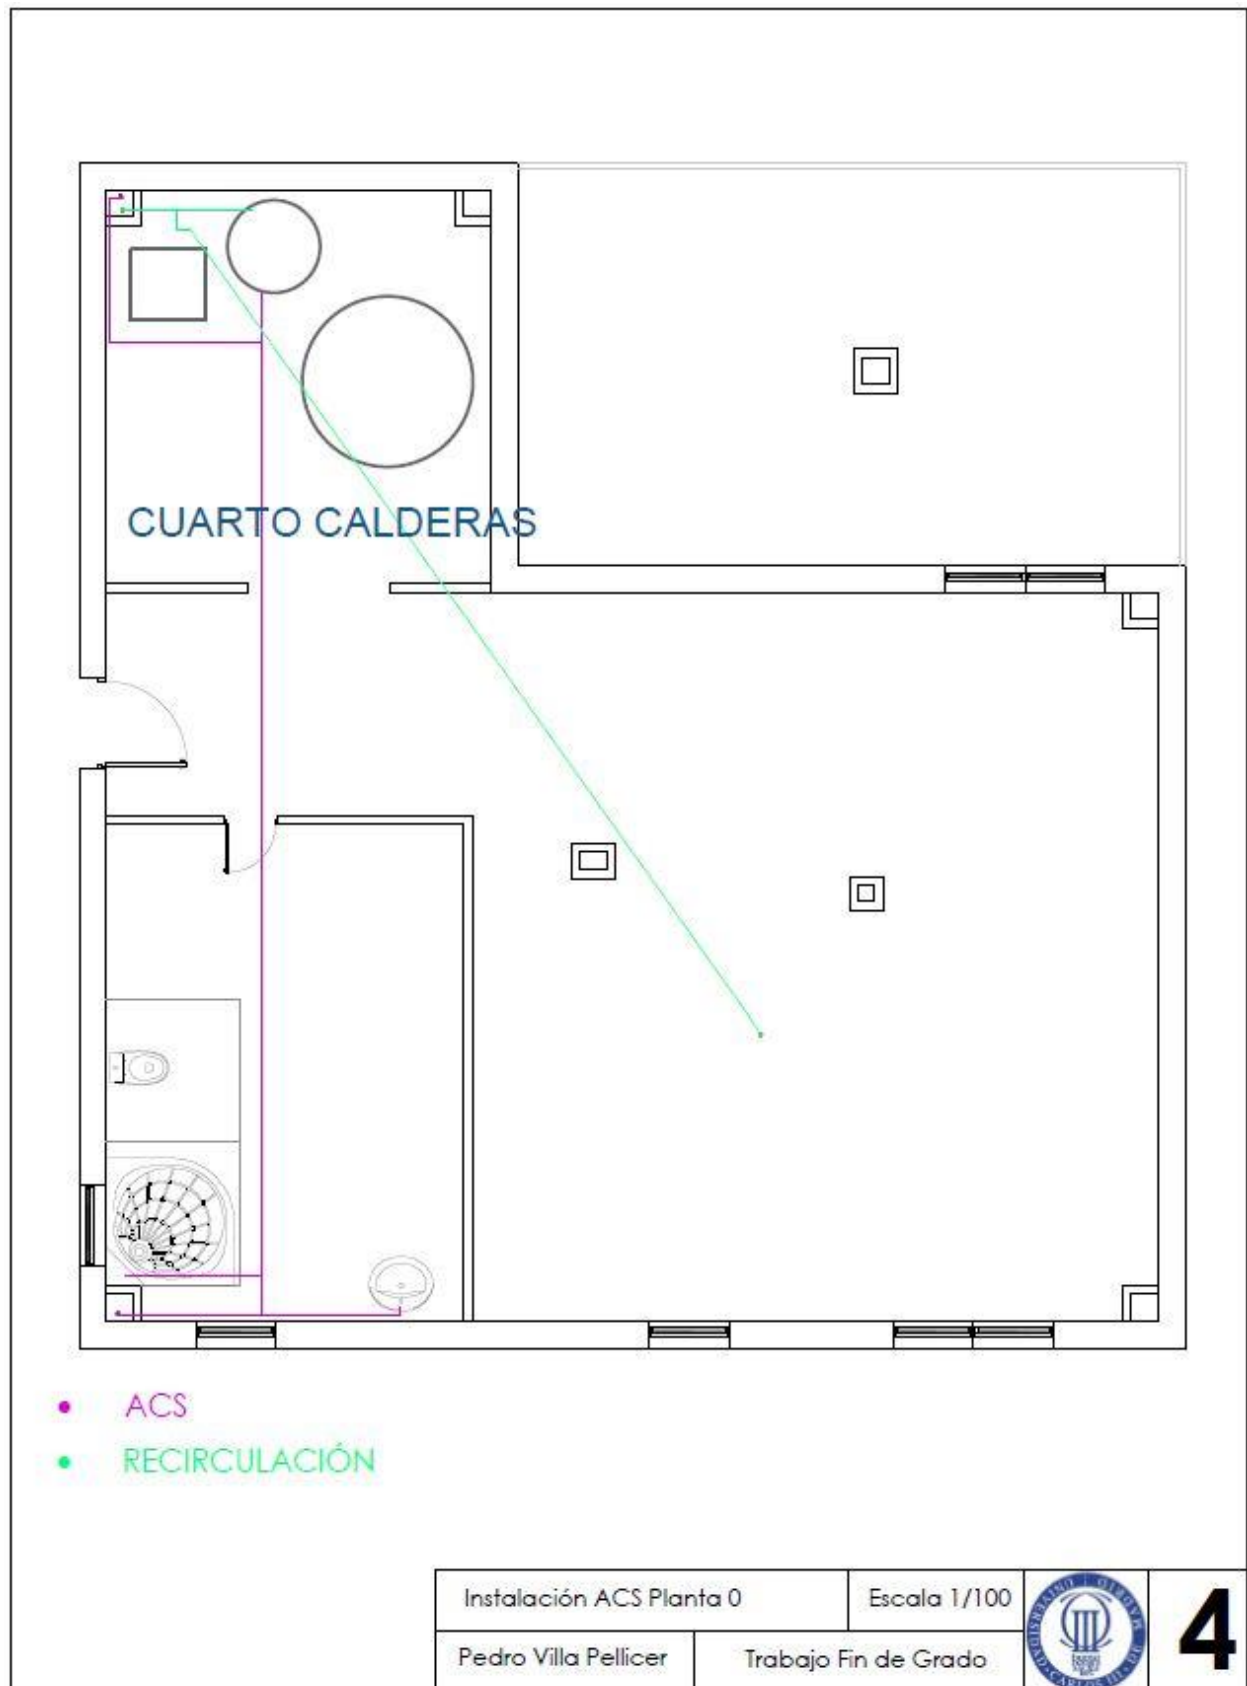 CUARTO CALDERAS
ACS
RECIRCULACIÓN
Instalación ACS Planta 0
Escala 1/100
4
Pedro Villa Pellicer
Trabajo Fin de Grado